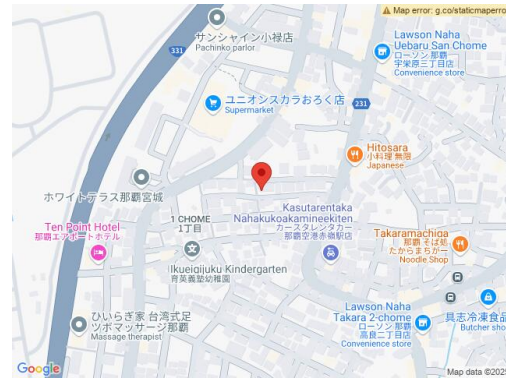 Map error: g.co/staticmaperro
サンシャイン小禄店
Pachinko parlor
331
Lawson Naha
Uebaru San Chome
ローソン 那覇
宇栄原三丁目店
Convenience store
ユニオンスカラおろく店
Supermarket
231
Hitosara
小料理 無限
Japanese
331
ホワイトテラス那覇宮城
Kasutarentaka
Nahakukoakamineekiten
カースタレンタカー
那覇空港赤嶺駅店
1 CHOME
1丁目
Ten Point Hotel
那覇エアポートホテル
Takaramachiga
那覇そば処
たからまちがー
Noodle Shop
Ikueigijuku Kindergarten
育英義塾幼稚園
ひいらぎ家 台湾式足
ツボマッサージ那覇
Massage therapist
Lawson Naha
Takara 2-chome
ローソン 那覇
高良二丁目店
Convenience store
具志冷凍食品
Butcher sho
Google
Map data ©2025